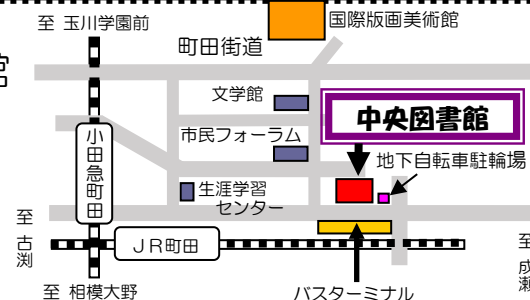 至 玉川学園前
国際版画美術館
町田街道
館
文学館
中央図書館
市民フォーラム
小田急町田
地下自転車駐輪場
生涯学習
センター
至 古渕
JR町田
至 成瀬
至 相模大野
バスターミナル